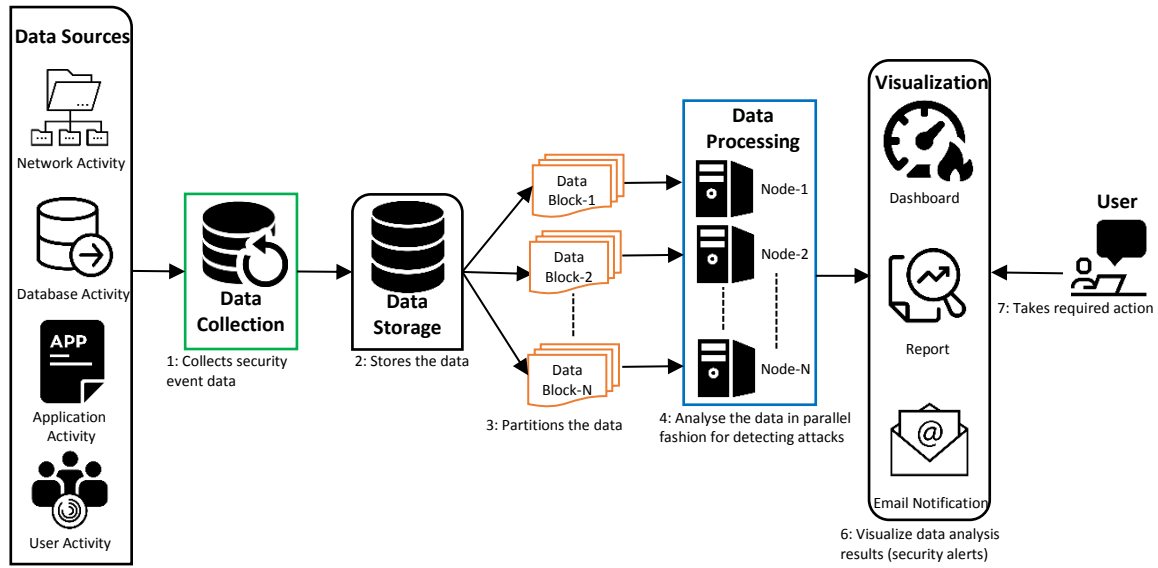 Data Sources
Network Activity
Database Activity
APP
Application
Activity
User Activity
Data
Collection
1: Collects security
event data
Data
Storage
2: Stores the data
Data
Block-1
Data
Block-2
Data
Block-N
3: Partitions the data
Data
Processing
Node-1
Node-2
Node-N
4: Analyse the data in parallel
fashion for detecting attacks
Visualization
Dashboard
Report
@
Email Notification
6: Visualize data analysis
results (security alerts)
User
7: Takes required action